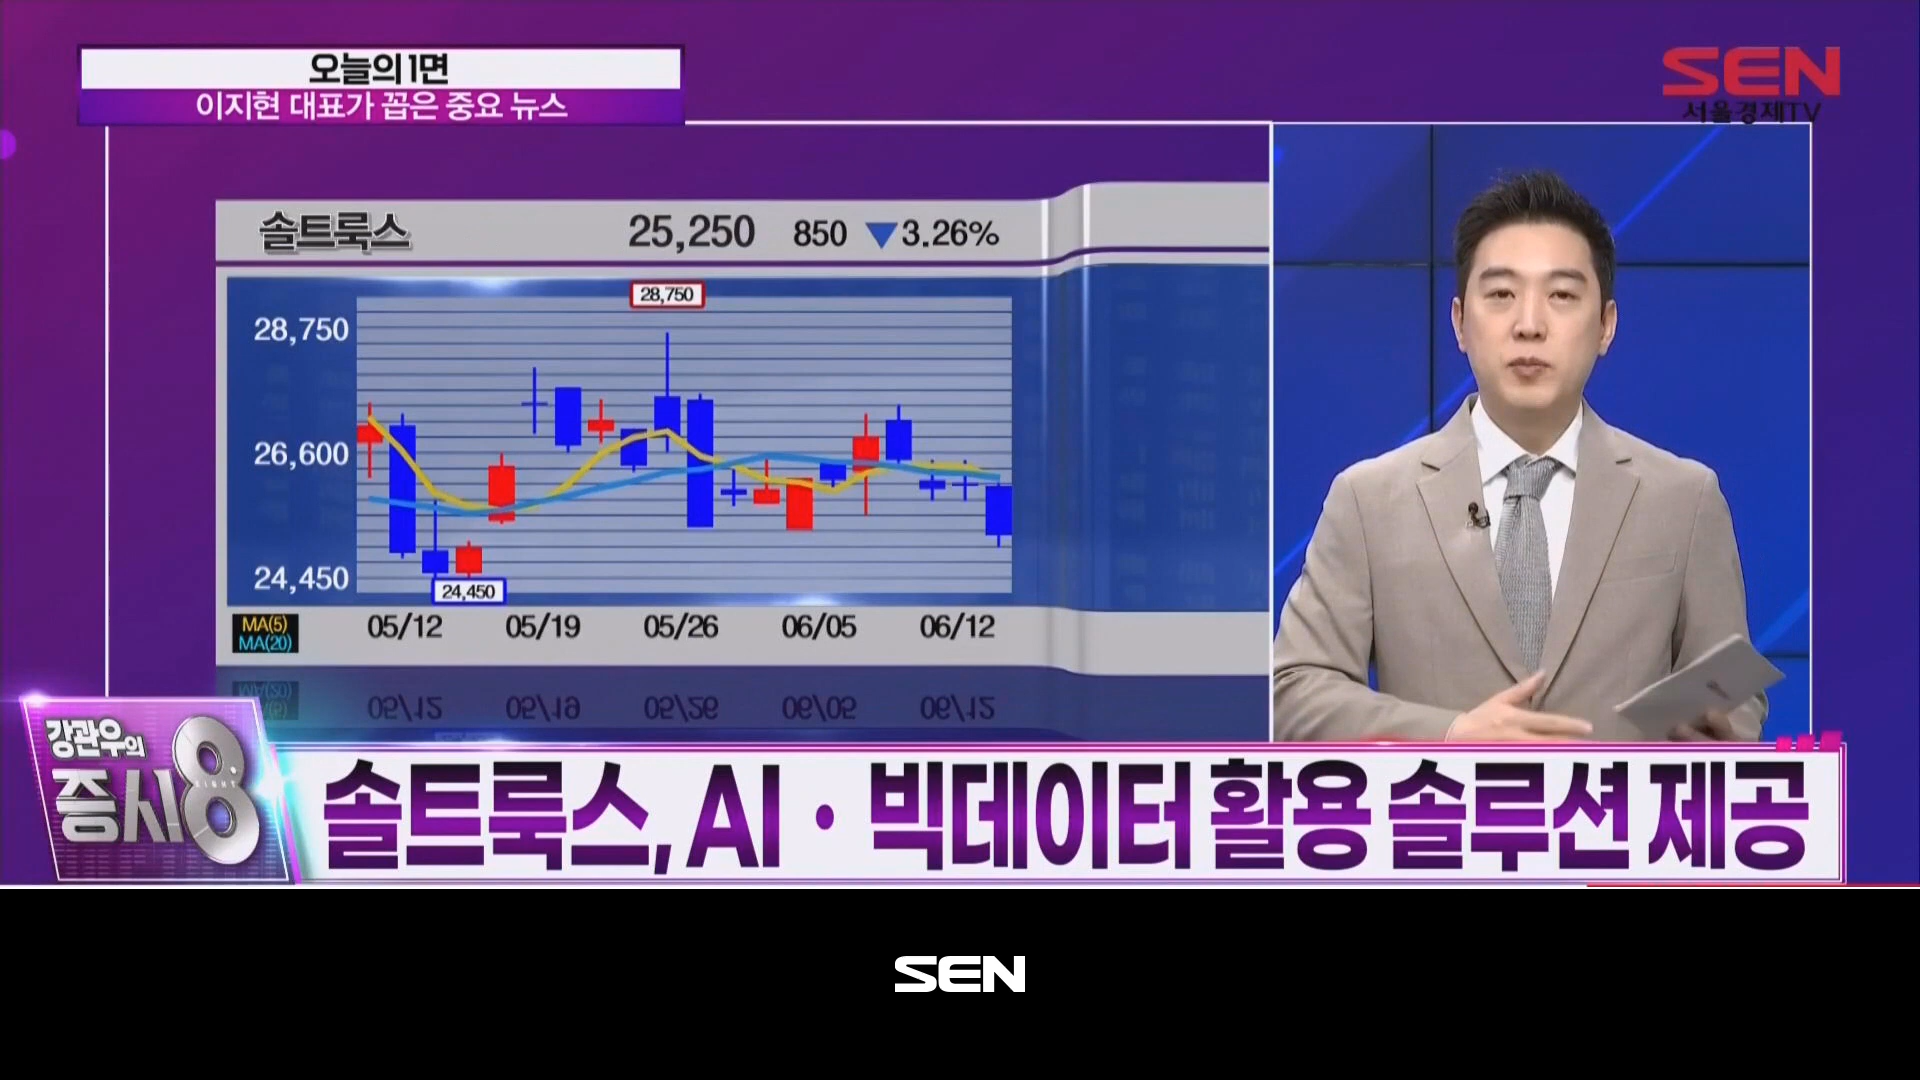 오늘의 1면
이지현 대표가 꼽은 중요 뉴스
SEN
서울경제TV
솔트룩스 25,250 850 ▼3.26%
28,750
28,750
26,600
24,450
24,450
MA(5)
MA(20)
05/12 05/19 05/26 06/05 06/12
강관우의
증시8
EIGHT
솔트룩스, AI·빅데이터 활용 솔루션 제공
SEN